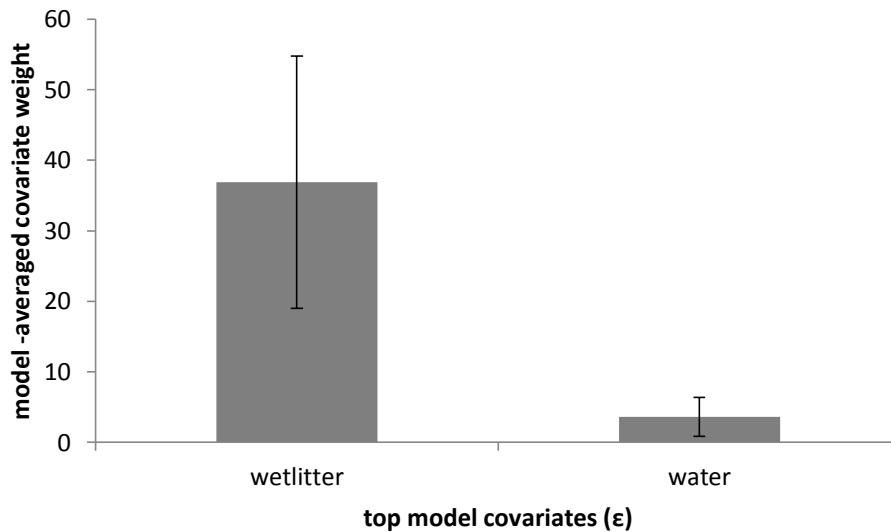 60
50
40
30
20
10
0
model -averaged covariate weight
wetlitter
water
top model covariates (ε)